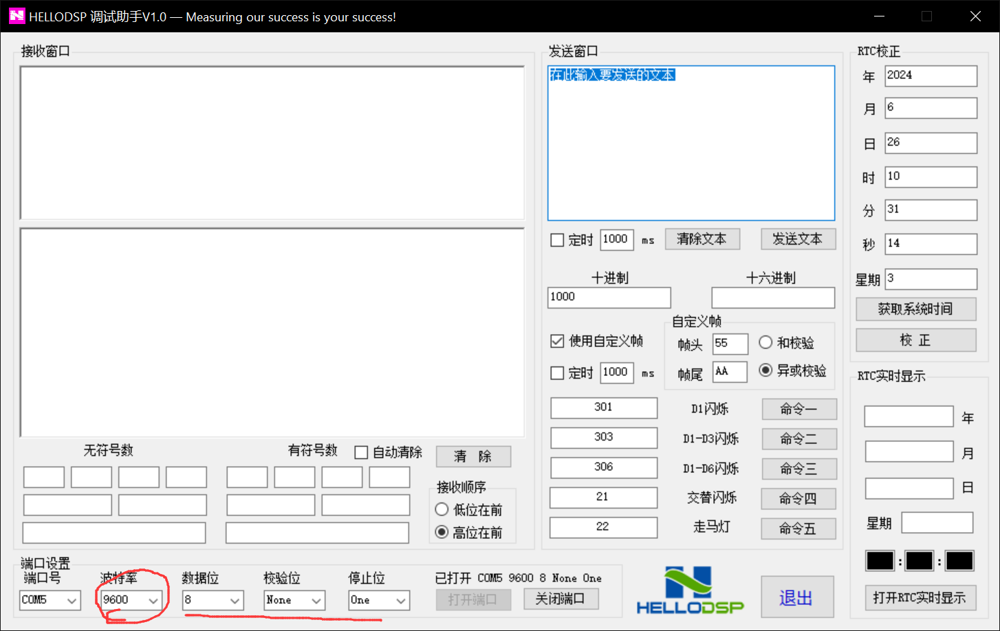 HELLODSP 调试助手V1.0 — Measuring our success is your success!
接收窗口
无符号数
有符号数
自动清除
清 除
接收顺序
低位在前
高位在前
发送窗口
在此输入要发送的文本
定时 1000 ms
清除文本
发送文本
十进制
十六进制
1000
使用自定义帧
定时 1000 ms
自定义帧
帧头 55
和校验
帧尾 AA
异或校验
301 D1闪烁 命令一
303 D1-D3闪烁 命令二
306 D1-D6闪烁 命令三
21 交替闪烁 命令四
22 走马灯 命令五
RTC校正
年 2024
月 6
日 26
时 10
分 31
秒 14
星期 3
获取系统时间
校 正
RTC实时显示
年
月
日
星期
: :
打开RTC实时显示
端口设置
端口号 波特率 数据位 校验位 停止位
COM5 9600 8 None One
已打开 COM5 9600 8 None One
打开端口
关闭端口
HELLODSP
退出